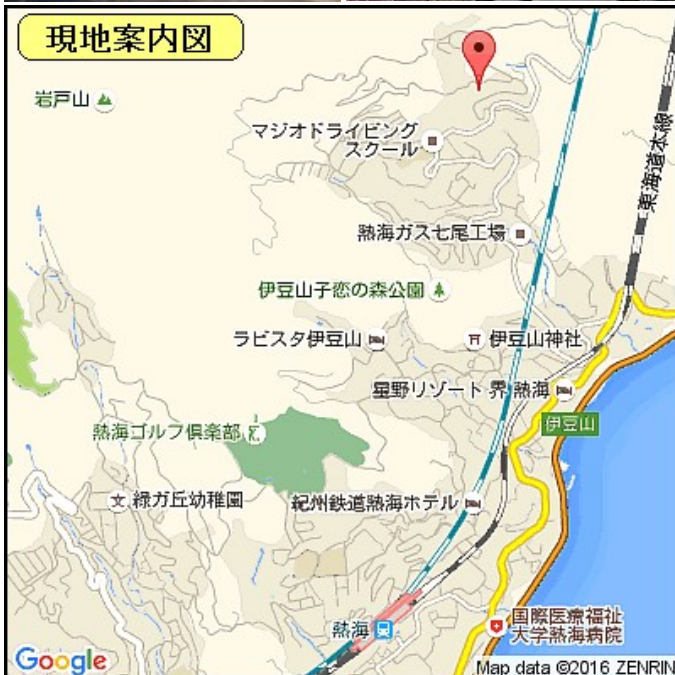 現地案内図
岩戸山
マジオドライビング
スクール
東海道本線
熱海ガス七尾工場
伊豆山子恋の森公園
ラビスタ伊豆山
伊豆山神社
星野リゾート 界 熱海
伊豆山
熱海ゴルフ倶楽部
緑ガ丘幼稚園
紀州鉄道熱海ホテル
国際医療福祉
大学熱海病院
熱海
Google
Map data ©2016 ZENRIN